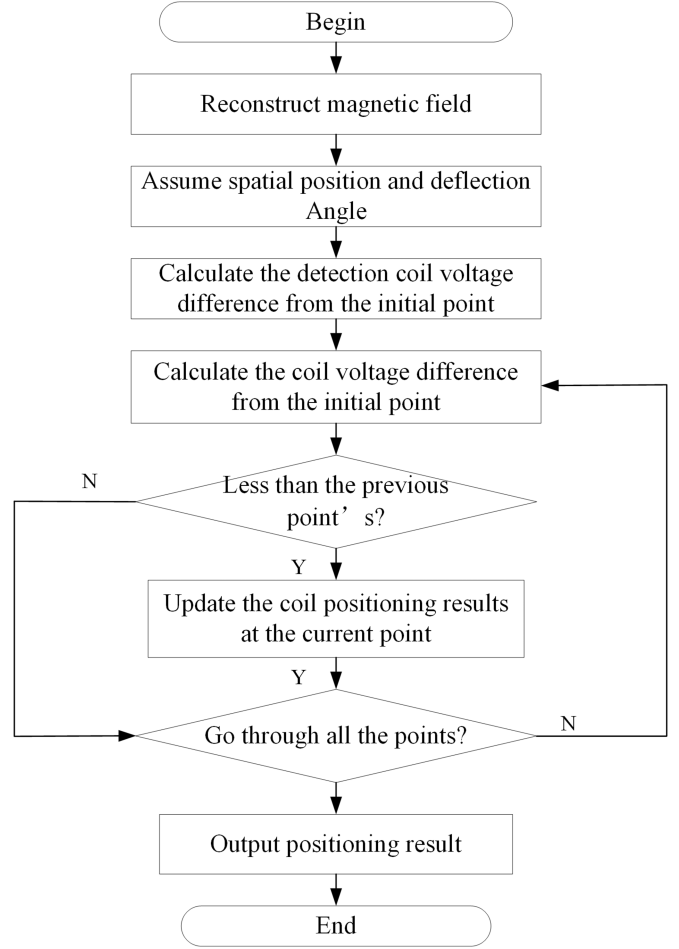 Begin
Reconstruct magnetic field
Assume spatial position and deflection
Angle
Calculate the detection coil voltage
difference from the initial point
Calculate the coil voltage difference
from the initial point
N
Less than the previous
point’ s?
Y
Update the coil positioning results
at the current point
Y
Go through all the points?
N
Output positioning result
End